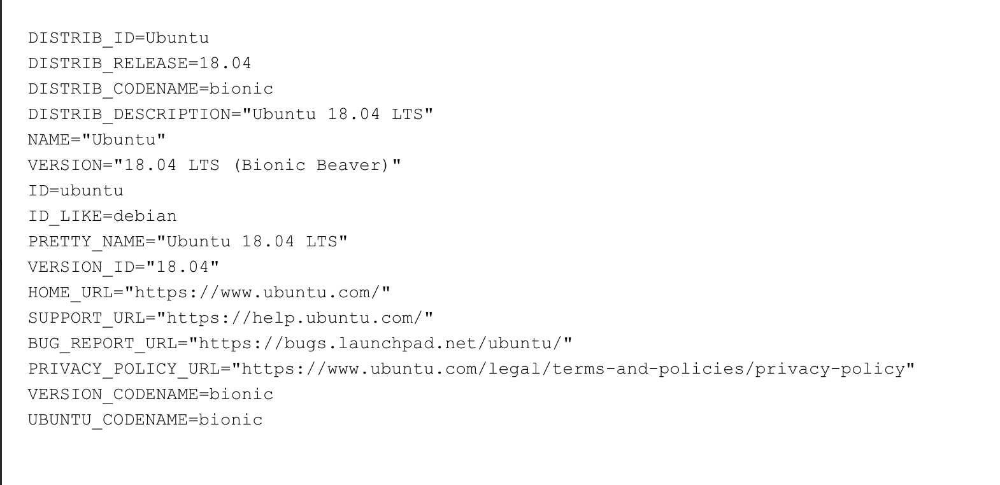 DISTRIB_ID=Ubuntu
DISTRIB_RELEASE=18.04
DISTRIB_CODENAME=bionic
DISTRIB_DESCRIPTION="Ubuntu 18.04 LTS"
NAME="Ubuntu"
VERSION="18.04 LTS (Bionic Beaver)"
ID=ubuntu
ID_LIKE=debian
PRETTY_NAME="Ubuntu 18.04 LTS"
VERSION_ID="18.04"
HOME_URL="https://www.ubuntu.com/"
SUPPORT_URL="https://help.ubuntu.com/"
BUG_REPORT_URL="https://bugs.launchpad.net/ubuntu/"
PRIVACY_POLICY_URL="https://www.ubuntu.com/legal/terms-and-policies/privacy-policy"
VERSION_CODENAME=bionic
UBUNTU_CODENAME=bionic